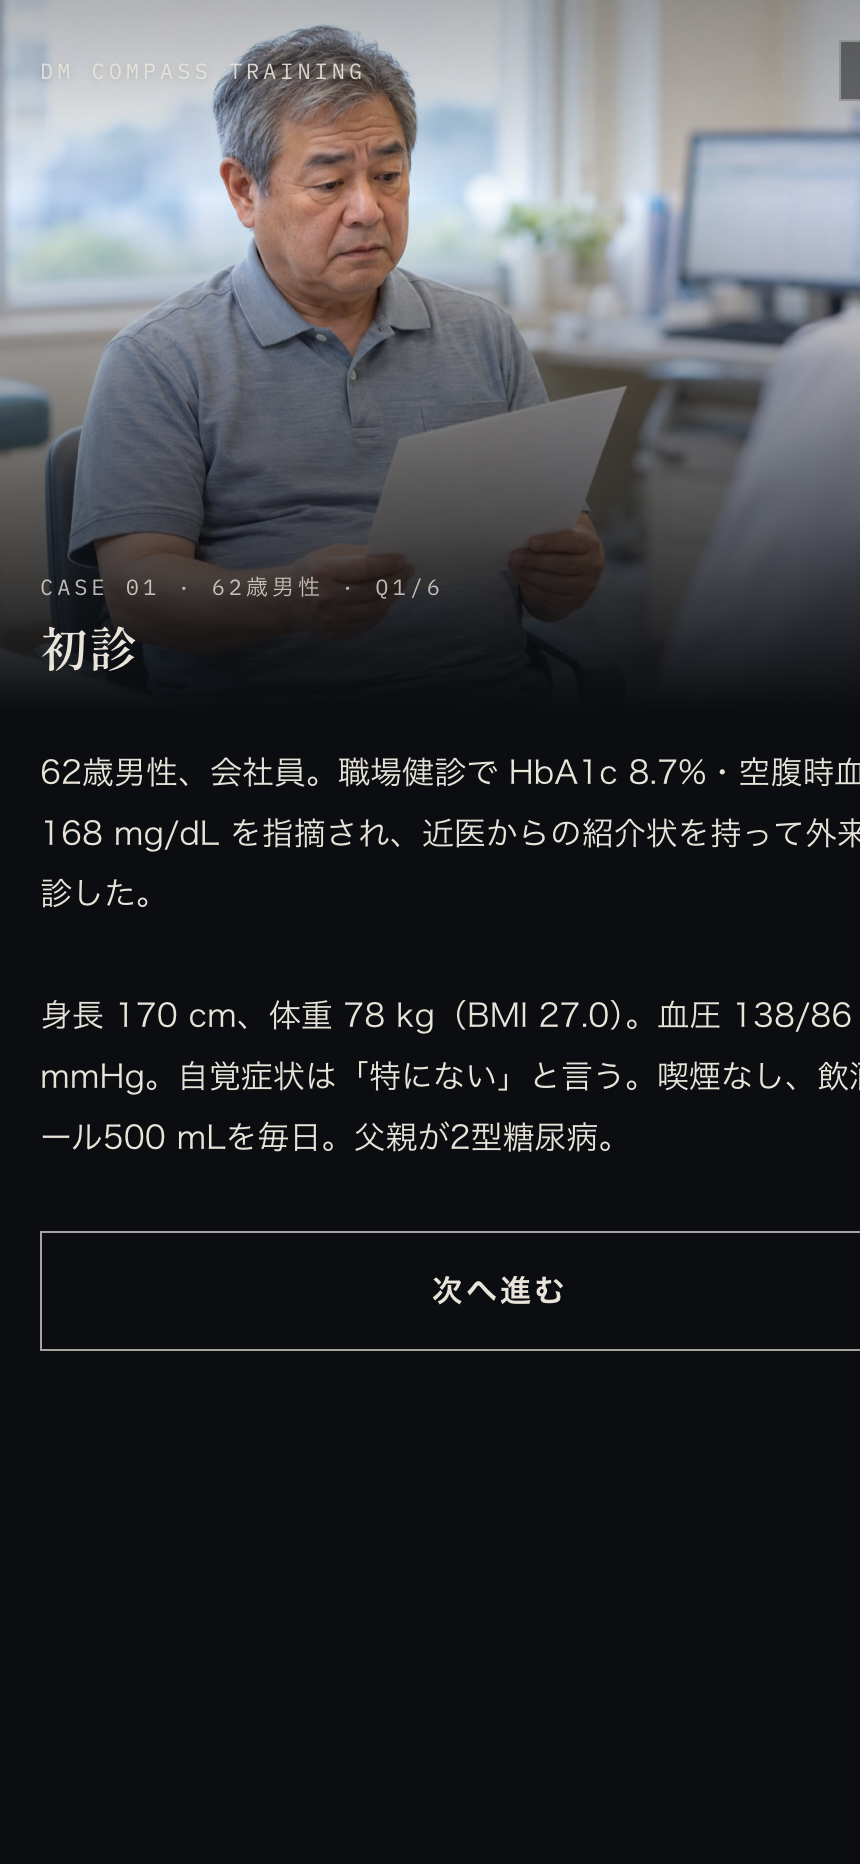 DM COMPASS TRAINING
CASE 01 · 62歳男性 · Q1/6
初診
62歳男性、会社員。職場健診で HbA1c 8.7%・空腹時血
168 mg/dL を指摘され、近医からの紹介状を持って外来
診した。
身長 170 cm、体重 78 kg（BMI 27.0）。血圧 138/86
mmHg。自覚症状は「特にない」と言う。喫煙なし、飲
ール500 mLを毎日。父親が2型糖尿病。
次へ進む